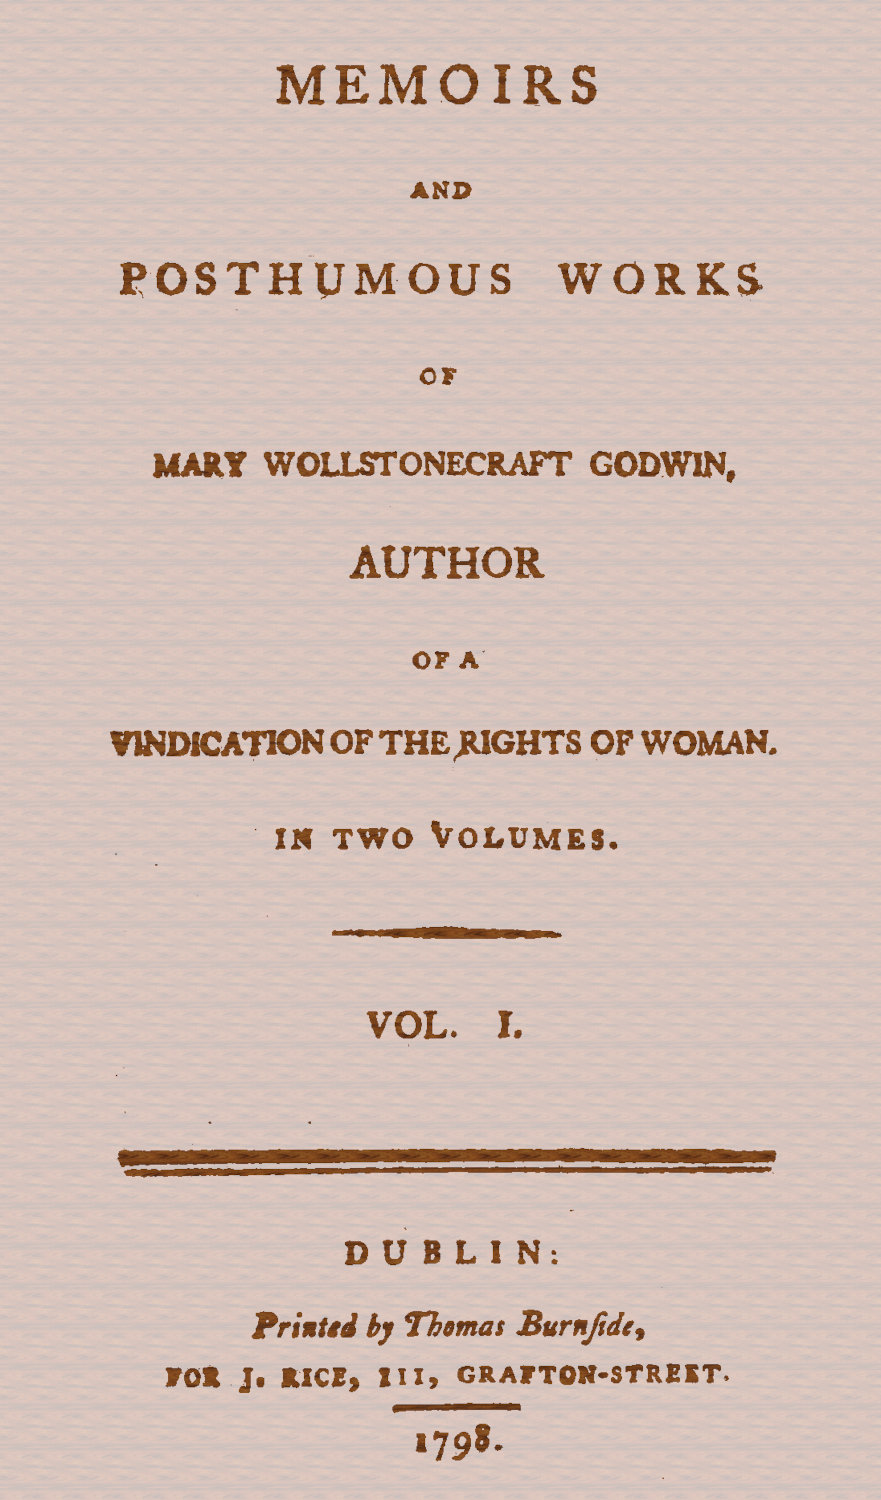 MEMOIRS
AND
POSTHUMOUS WORKS
OF
MARY WOLLSTONECRAFT GODWIN,
AUTHOR
OF A
VINDICATION OF THE RIGHTS OF WOMAN.
IN TWO VOLUMES.
VOL. I.
DUBLIN:
Printed by Thomas Burnſide,
FOR J. RICE, III, GRAFTON-STREET.
1798.